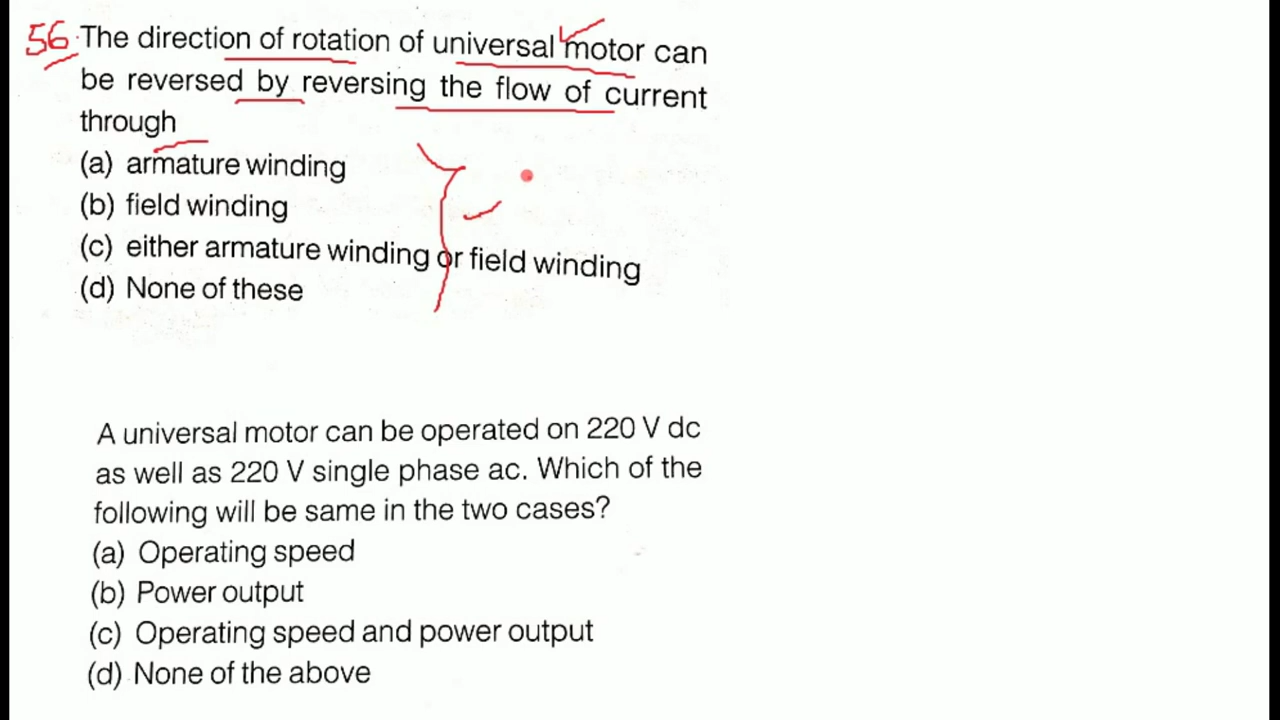 56 The direction of rotation of universal motor can
be reversed by reversing the flow of current
through
(a) armature winding
(b) field winding
(c) either armature winding or field winding
(d) None of these
A universal motor can be operated on 220 V dc
as well as 220 V single phase ac. Which of the
following will be same in the two cases?
(a) Operating speed
(b) Power output
(c) Operating speed and power output
(d) None of the above